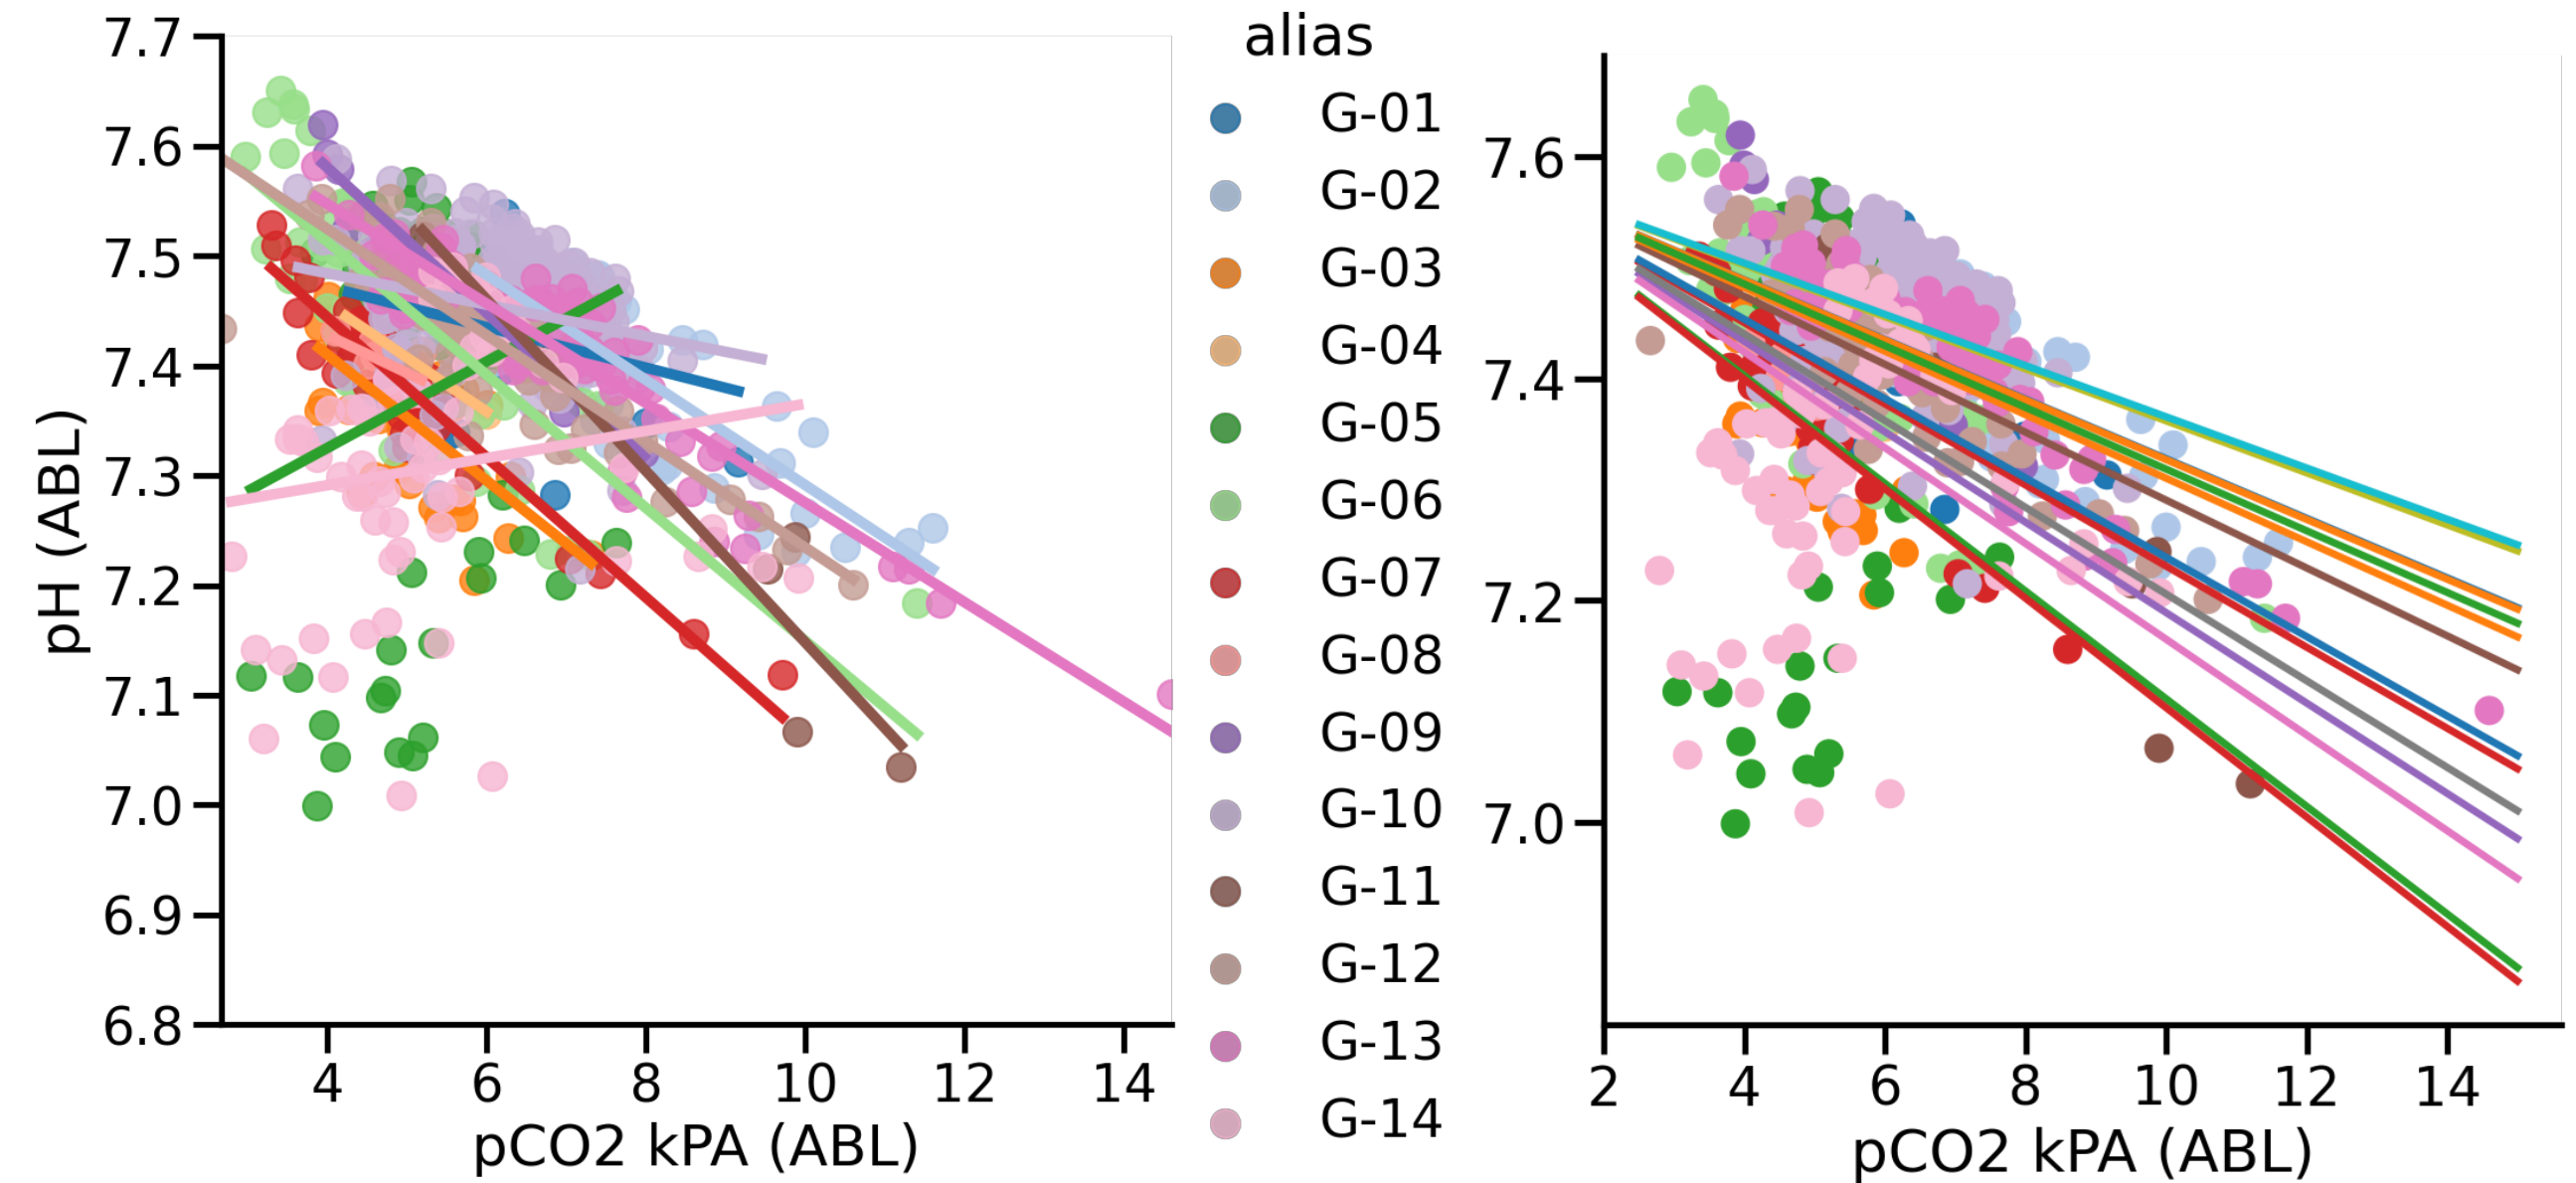 7.7
7.6
7.5
7.4
7.3
7.2
7.1
7.0
6.9
6.8
pH (ABL)
4 6 8 10 12 14
pCO2 kPA (ABL)
alias
G-01
G-02
G-03
G-04
G-05
G-06
G-07
G-08
G-09
G-10
G-11
G-12
G-13
G-14
7.6
7.4
7.2
7.0
2 4 6 8 10 12 14
pCO2 kPA (ABL)